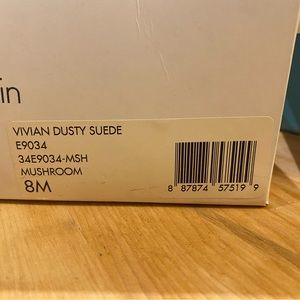 in
VIVIAN DUSTY SUEDE
E9034
34E9034-MSH
MUSHROOM
8M
8 87874 57519 9